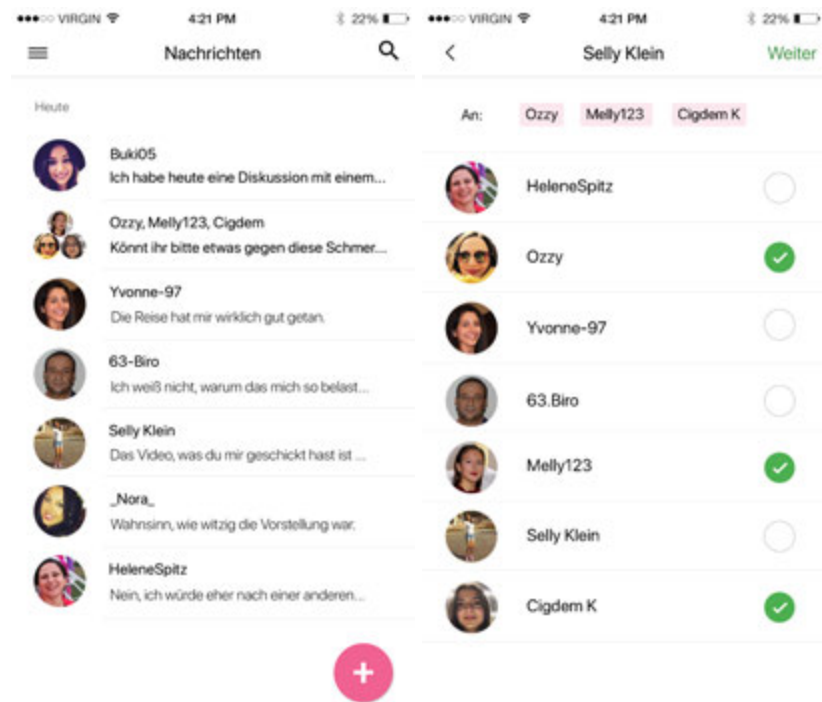 VIRGIN 4:21 PM 22%
Nachrichten
Heute
Buki05
Ich habe heute eine Diskussion mit einem...
Ozzy, Melly123, Cigdem
Könnt ihr bitte etwas gegen diese Schmer...
Yvonne-97
Die Reise hat mir wirklich gut getan.
63-Biro
Ich weiß nicht, warum das mich so belast...
Selly Klein
Das Video, was du mir geschickt hast ist ...
_Nora_
Wahnsinn, wie witzig die Vorstellung war.
HeleneSpitz
Nein, ich würde eher nach einer anderen...
+
VIRGIN 4:21 PM 22%
Selly Klein Weiter
An: Ozzy Melly123 Cigdem K
HeleneSpitz
Ozzy
Yvonne-97
63.Biro
Melly123
Selly Klein
Cigdem K